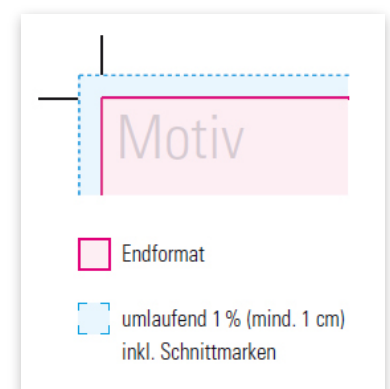 Motiv
Endformat
umlaufend 1 % (mind. 1 cm)
inkl. Schnittmarken